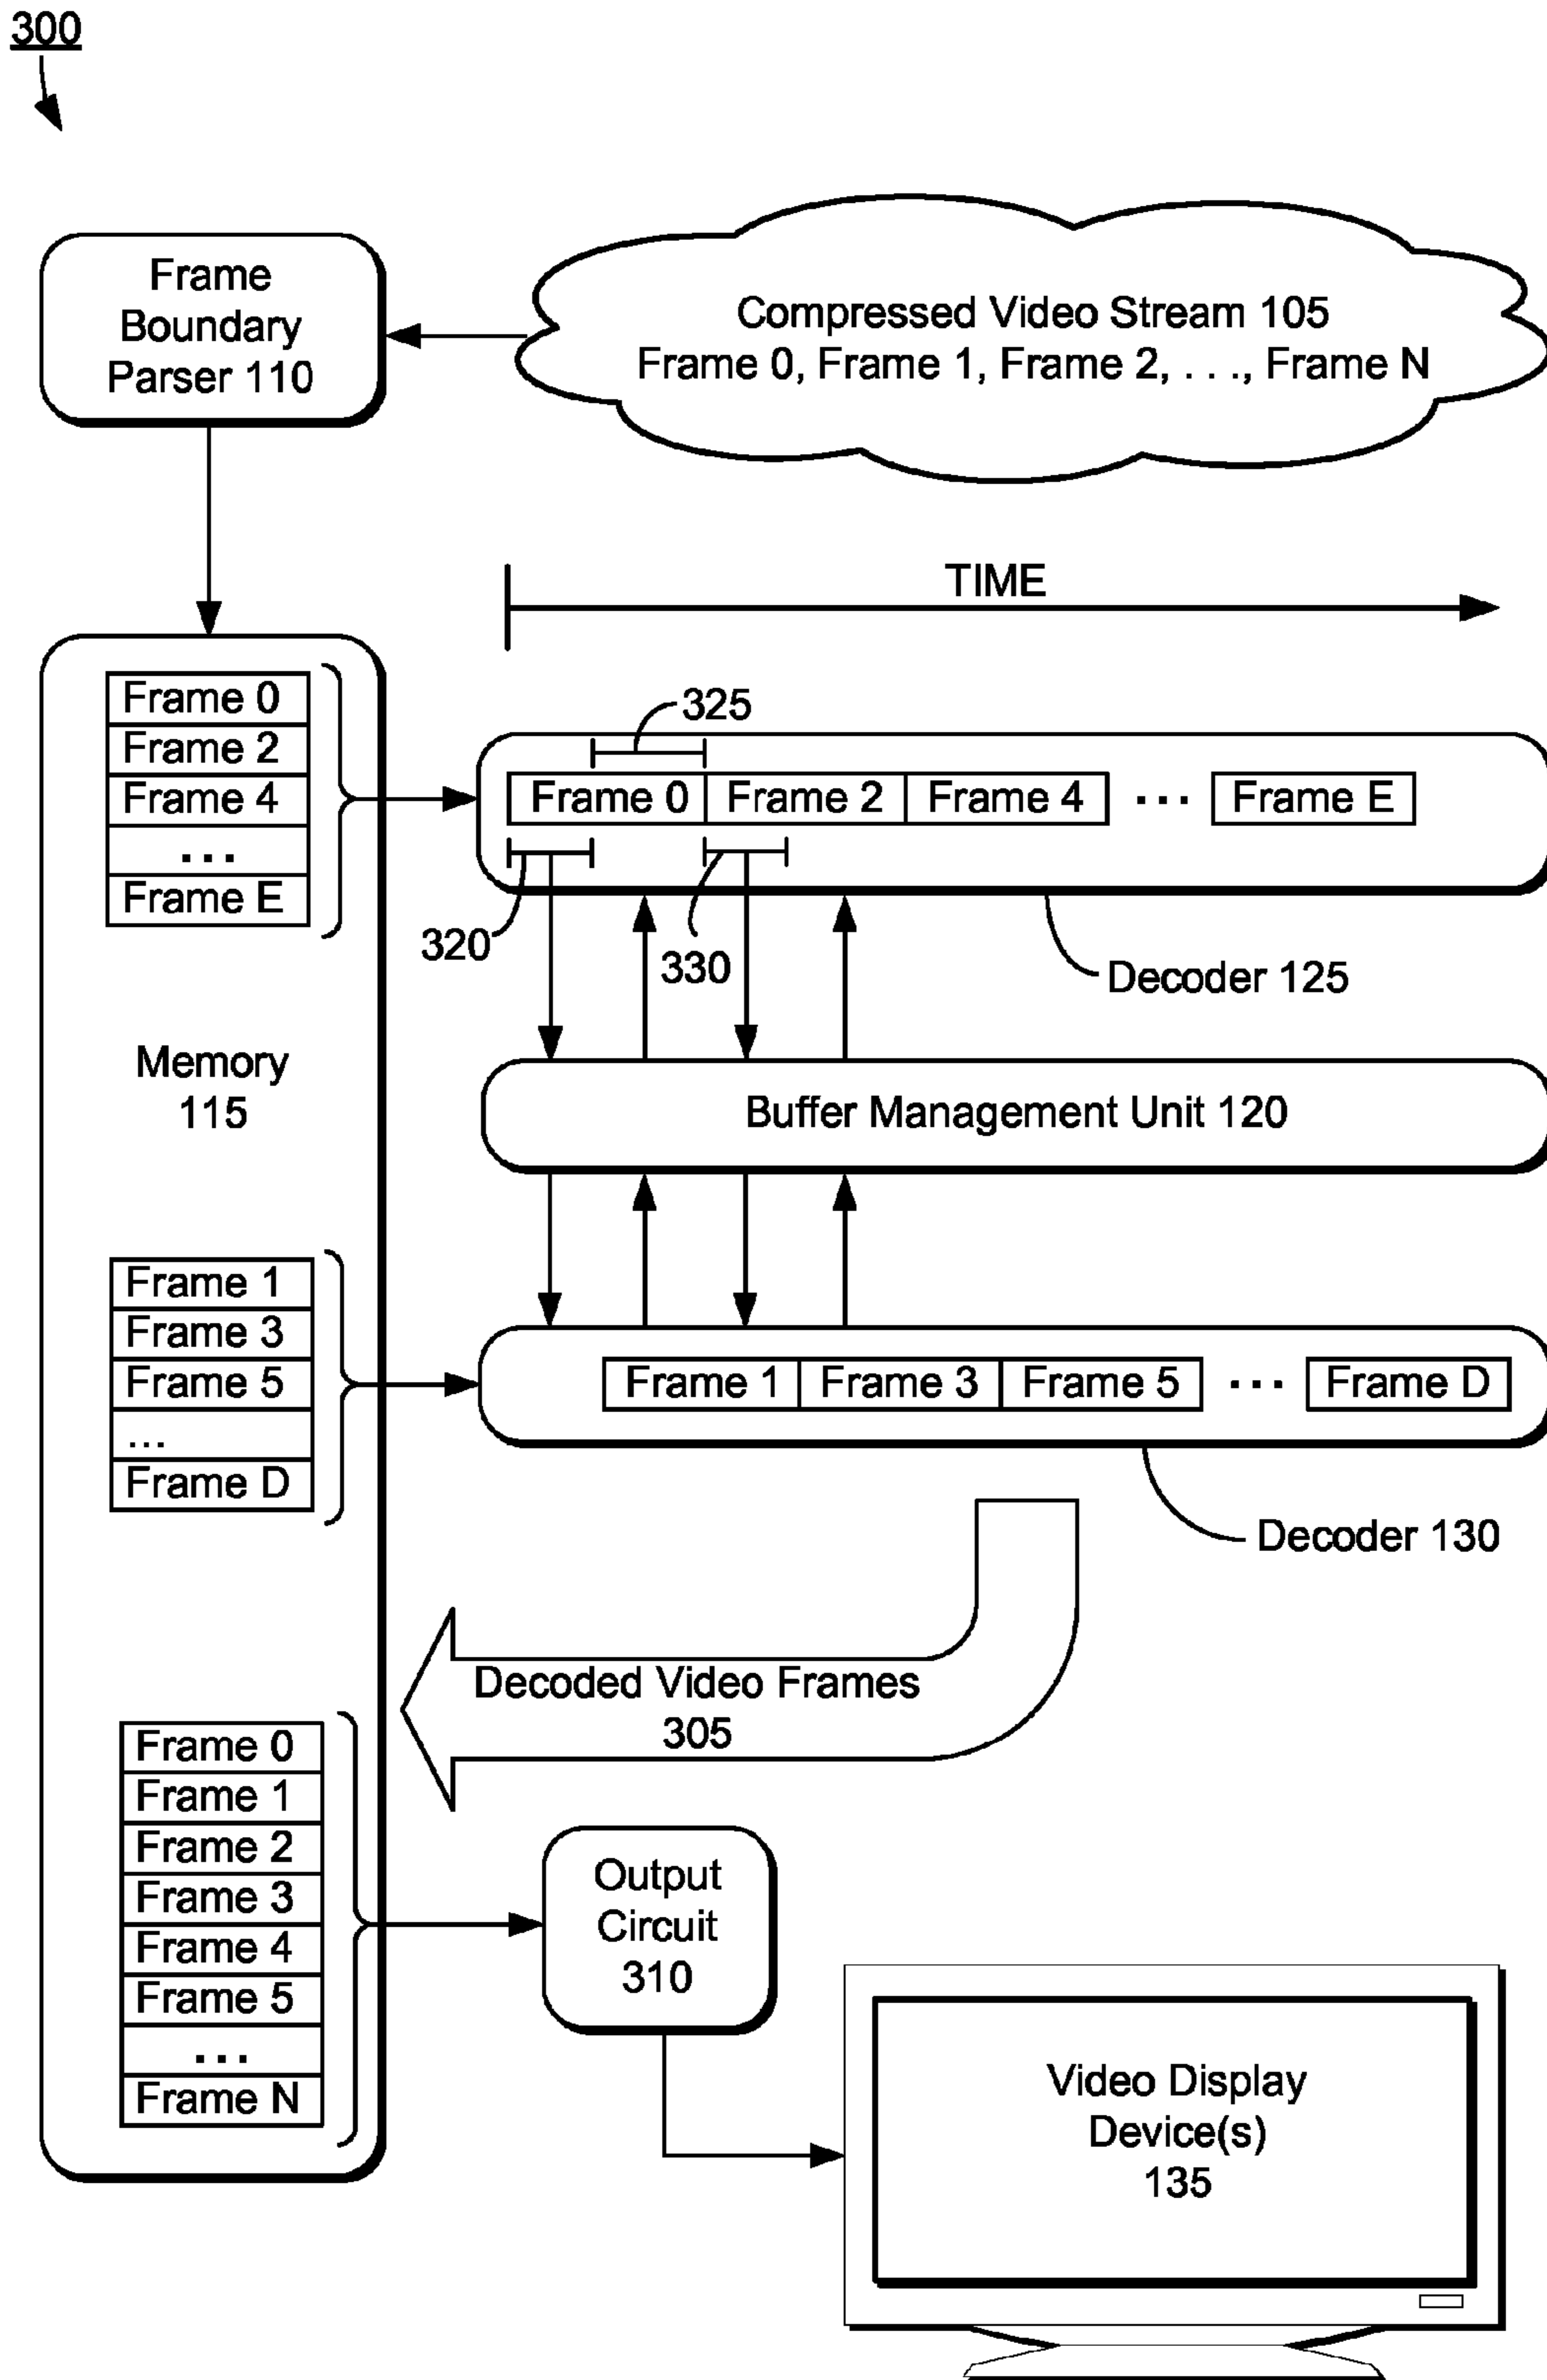 300
Frame
Boundary
Parser 110
Compressed Video Stream 105
Frame 0, Frame 1, Frame 2, . . ., Frame N
TIME
Frame 0
Frame 2
Frame 4
...
Frame E
325
Frame 0 Frame 2 Frame 4 ... Frame E
320
330
Decoder 125
Memory
115
Buffer Management Unit 120
Frame 1
Frame 3
Frame 5
...
Frame D
Frame 1 Frame 3 Frame 5 ... Frame D
Decoder 130
Decoded Video Frames
305
Frame 0
Frame 1
Frame 2
Frame 3
Frame 4
Frame 5
...
Frame N
Output
Circuit
310
Video Display
Device(s)
135